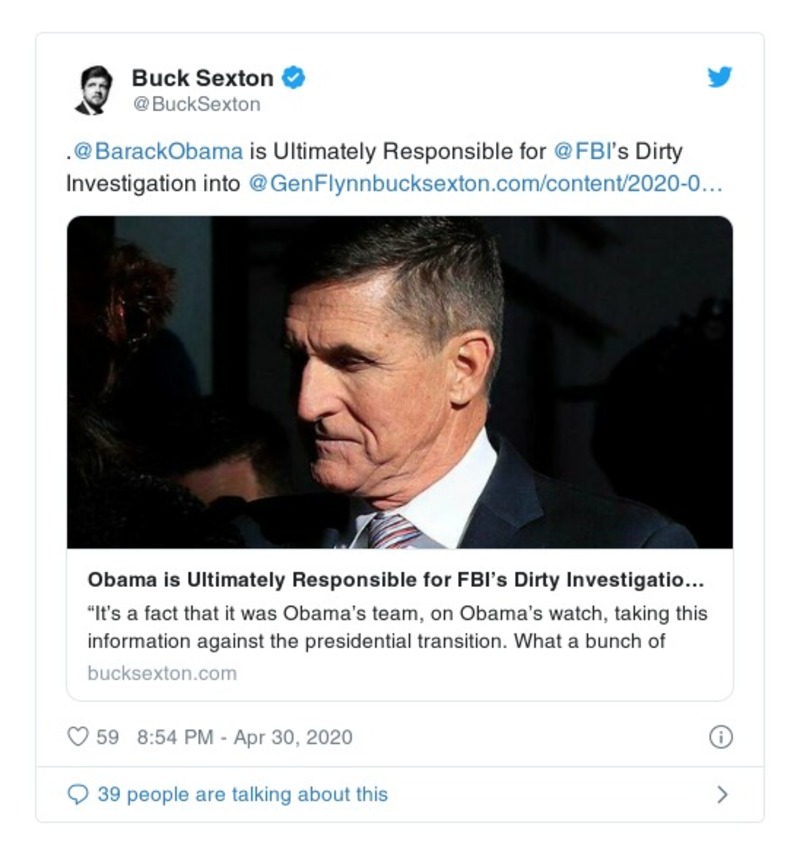 Buck Sexton
@BuckSexton
.@BarackObama is Ultimately Responsible for @FBI's Dirty
Investigation into @GenFlynnbucksexton.com/content/2020-0…
Obama is Ultimately Responsible for FBI’s Dirty Investigatio…
“It’s a fact that it was Obama’s team, on Obama’s watch, taking this
information against the presidential transition. What a bunch of
bucksexton.com
59 8:54 PM - Apr 30, 2020
39 people are talking about this